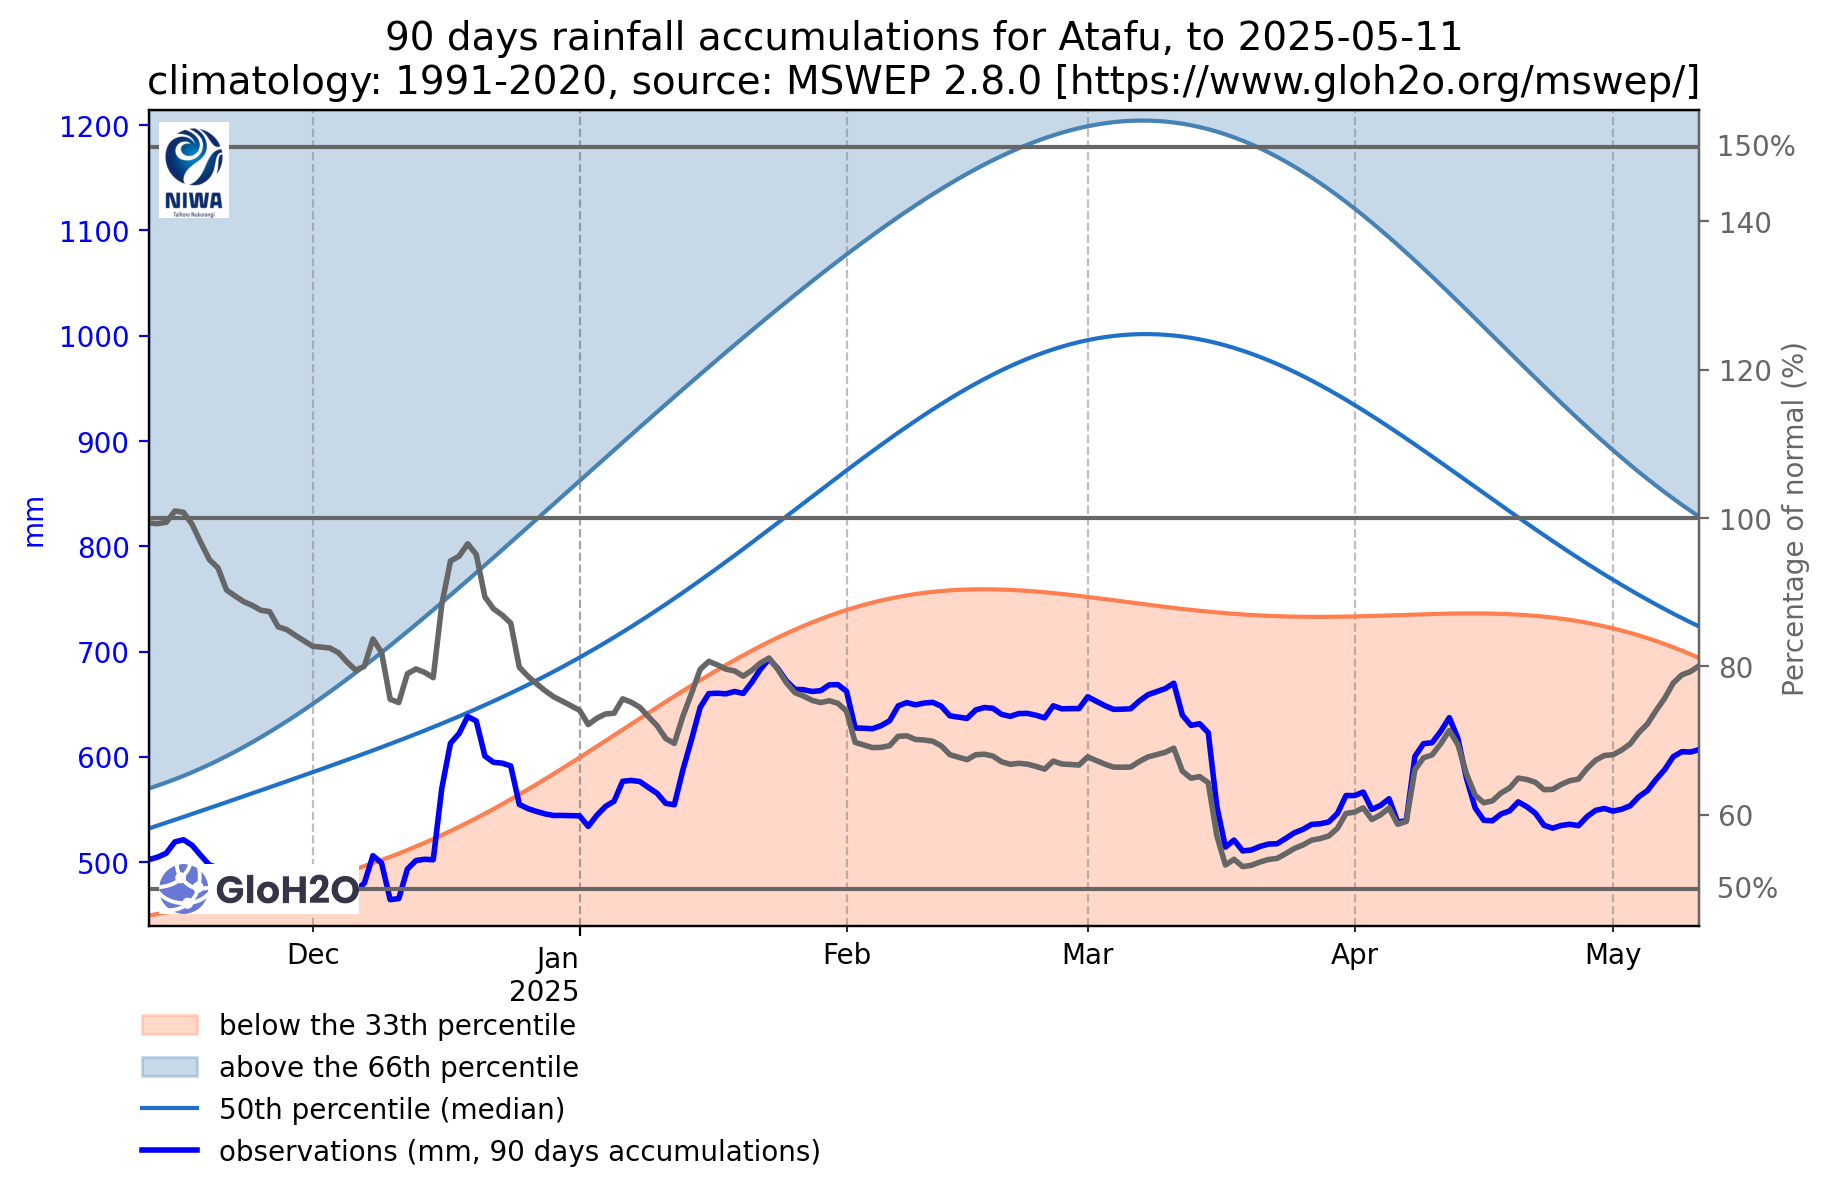 90 days rainfall accumulations for Atafu, to 2025-05-11
climatology: 1991-2020, source: MSWEP 2.8.0 [https://www.gloh2o.org/mswep/]
1200
1100
1000
900
800
700
600
500
mm
NIWA
Taihoro Nukurangi
GloH2O
150%
140
120
100
80
60
50%
Percentage of normal (%)
Dec
Jan
2025
Feb
Mar
Apr
May
below the 33th percentile
above the 66th percentile
50th percentile (median)
observations (mm, 90 days accumulations)